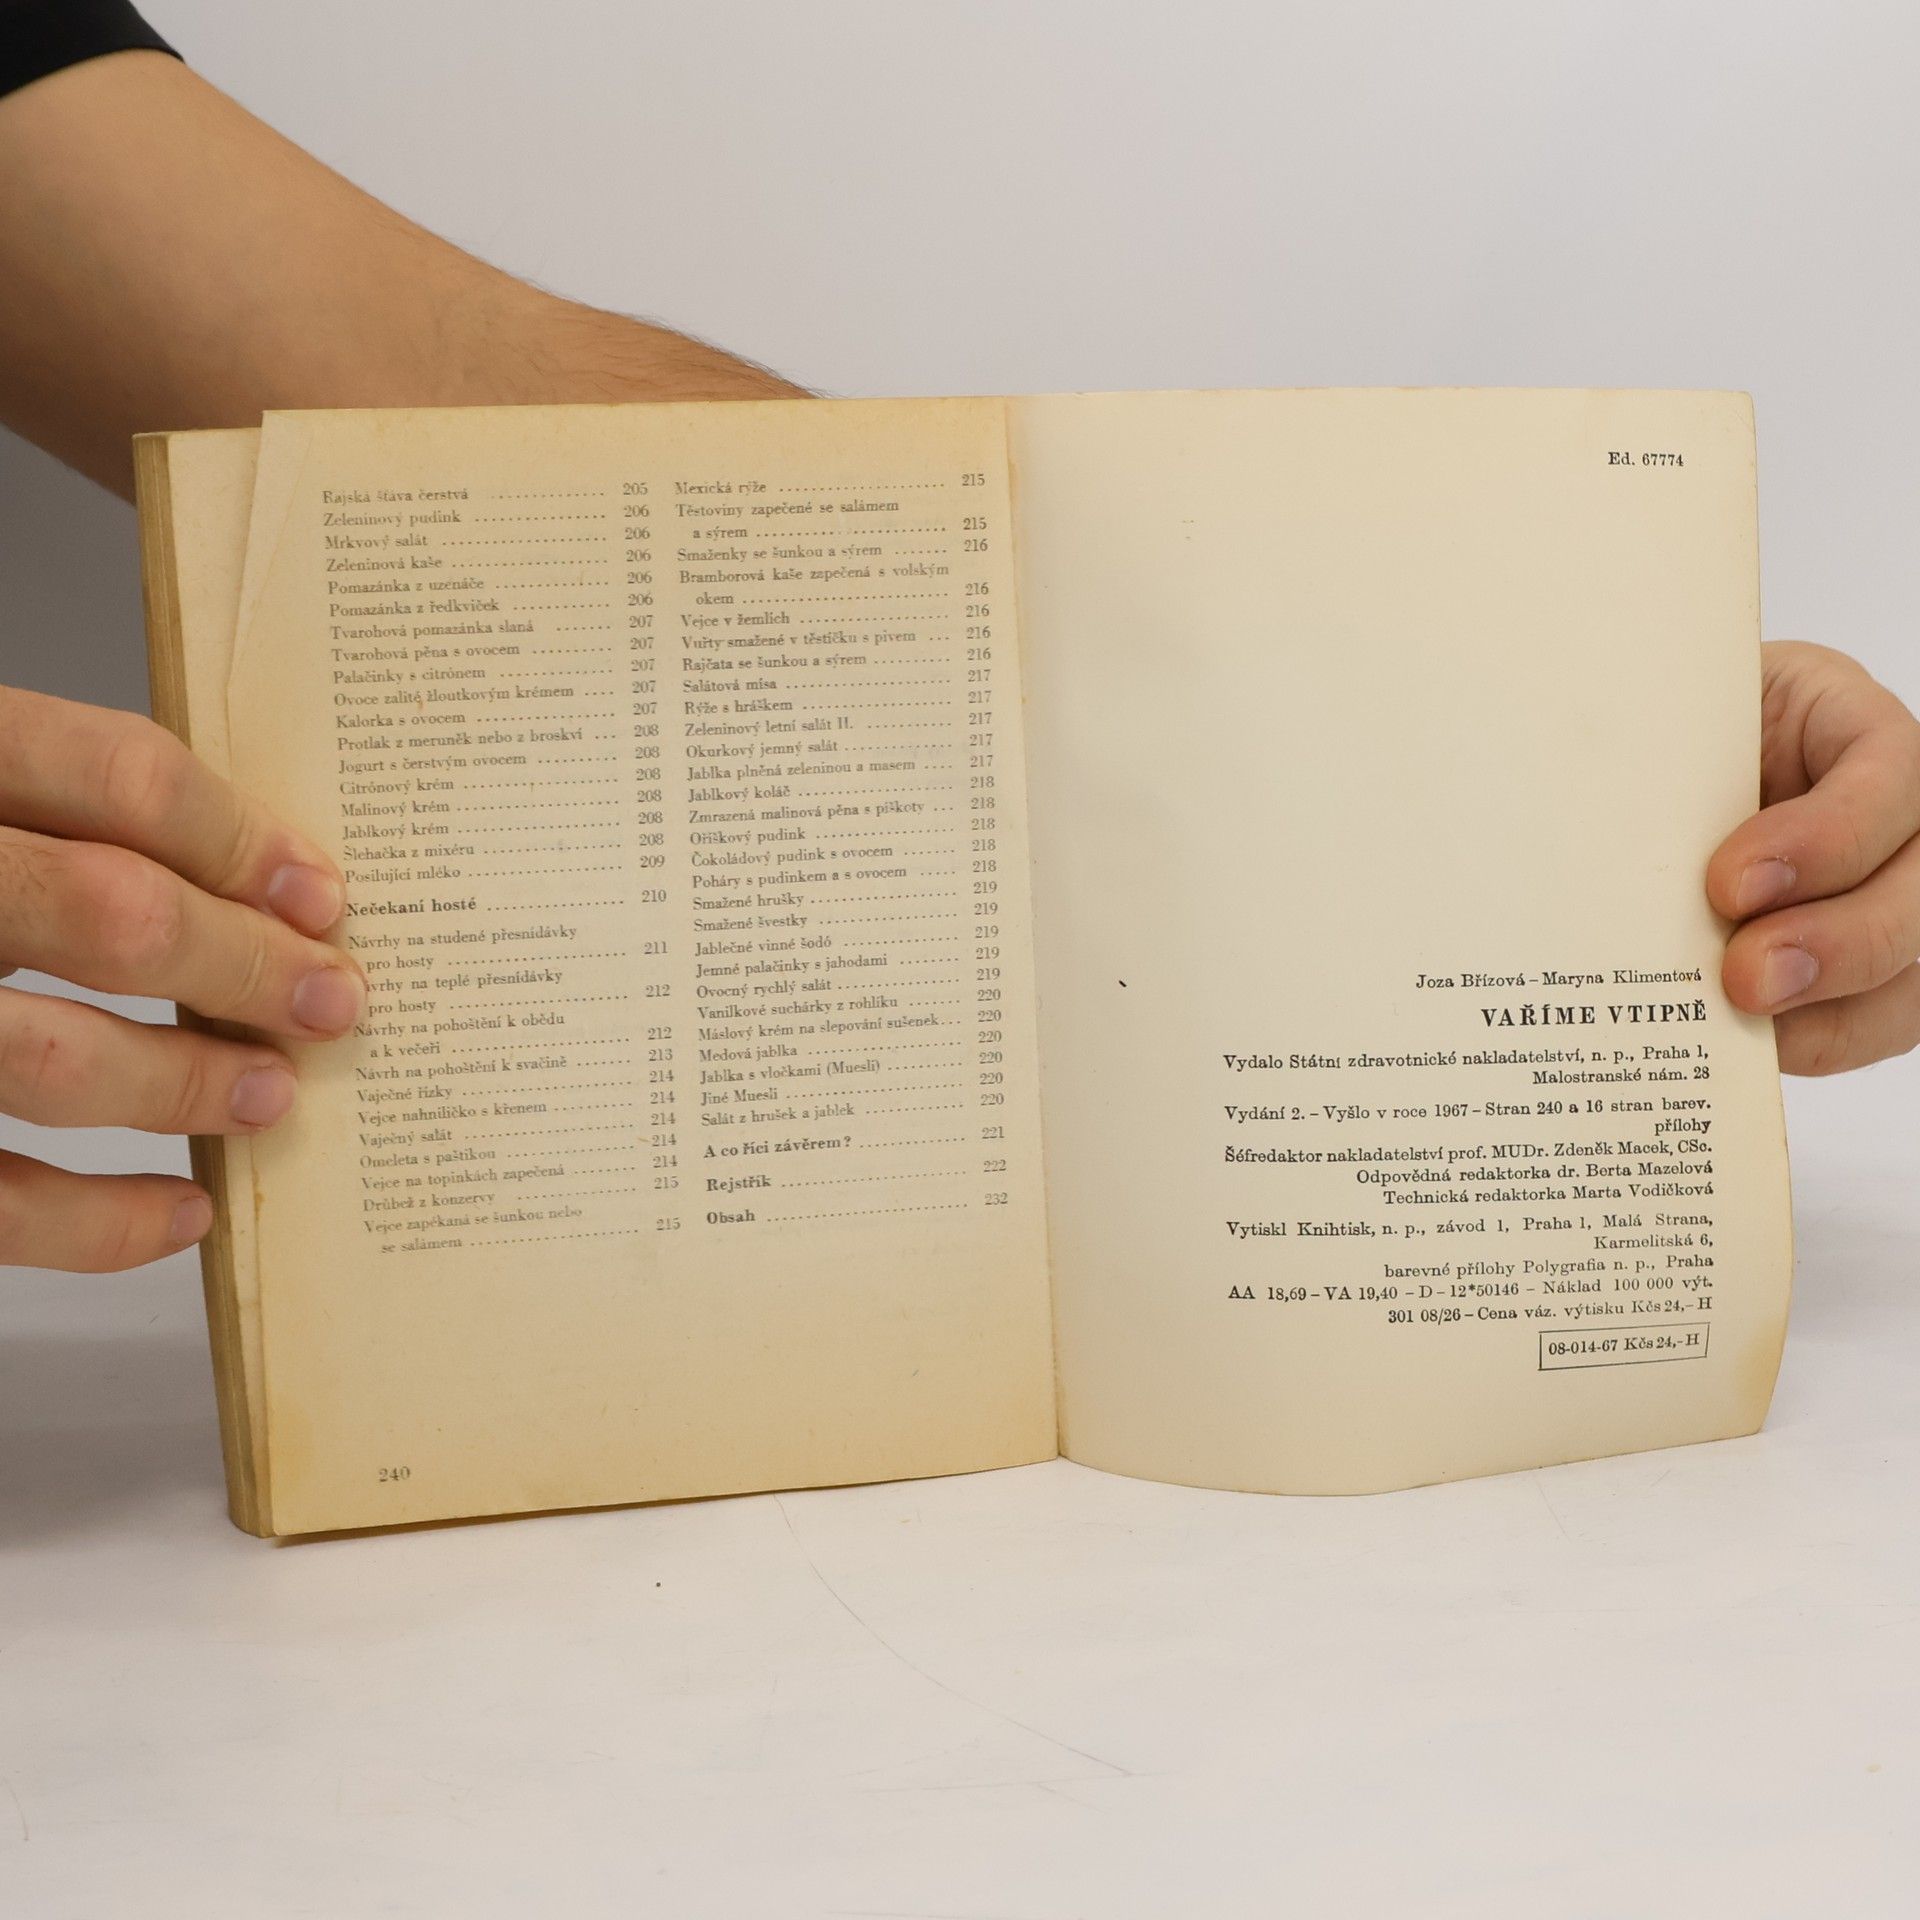 Rajská šťáva čerstvá .............. 205
Zeleninový pudink ................. 206
Mrkvový salát ..................... 206
Zeleninová kaše ................... 206
Pomazánka z uzenáče ............... 206
Pomazánka z ředkviček ............. 206
Tvarohová pomazánka slaná ....... 207
Tvarohová pěna s ovocem .......... 207
Palačinky s citrónem .............. 207
Ovoce zalité žloutkovým krémem .... 207
Kalorka s ovocem .................. 207
Protlak z meruněk nebo z broskví ... 208
Jogurt s čerstvým ovocem .......... 208
Citrónový krém .................... 208
Malinový krém ..................... 208
Jablkový krém ..................... 208
Šlehačka z mixéru ................. 208
Posilující mléko .................. 209
Nečekaní hosté .................. 210
Návrhy na studené přesnídávky
pro hosty ....................... 211
ávrhy na teplé přesnídávky
pro hosty ....................... 212
Návrhy na pohoštění k obědu
a k večeři ...................... 212
Návrh na pohoštění k svačině ....... 213
Vaječné řízky ..................... 214
Vejce nahniličko s křenem .......... 214
Vaječný salát ..................... 214
Omeleta s paštikou ................ 214
Vejce na topinkách zapečená ........ 214
Drůbež z konzervy ................ 215
Vejce zapékaná se šunkou nebo
se salámem ...................... 215
240
Mexická rýže ..................... 215
Těstoviny zapečené se salámem
a sýrem ......................... 215
Smaženky se šunkou a sýrem ....... 216
Bramborová kaše zapečená s volským
okem ............................ 216
Vejce v žemlích ................... 216
Vuřty smažené v těstíčku s pivem ... 216
Rajčata se šunkou a sýrem .......... 216
Salátová mísa ..................... 217
Rýže s hráškem .................... 217
Zeleninový letní salát II. .......... 217
Okurkový jemný salát .............. 217
Jablka plněná zeleninou a masem .... 217
Jablkový koláč .................... 218
Zmrazená malinová pěna s piškoty ... 218
Oříškový pudink ................... 218
Čokoládový pudink s ovocem ....... 218
Poháry s pudinkem a s ovocem ..... 218
Smažené hrušky .................... 219
Smažené švestky ................... 219
Jablečné vinné šodó ............... 219
Jemné palačinky s jahodami ........ 219
Ovocný rychlý salát ............... 219
Vanilkové suchárky z rohlíku ....... 220
Máslový krém na slepování sušenek... 220
Medová jablka ..................... 220
Jablka s vločkami (Muesli) .......... 220
Jiné Muesli ....................... 220
Salát z hrušek a jablek ............ 220
A co říci závěrem? .............. 221
Rejstřík ........................ 222
Obsah .......................... 232
Ed. 67774
Joza Břízová – Maryna Klimentová
VAŘÍME VTIPNĚ
Vydalo Státní zdravotnické nakladatelství, n. p., Praha 1,
Malostranské nám. 28
Vydání 2. – Vyšlo v roce 1967 – Stran 240 a 16 stran barev.
přílohy
Šéfredaktor nakladatelství prof. MUDr. Zdeněk Macek, CSc.
Odpovědná redaktorka dr. Berta Mazelová
Technická redaktorka Marta Vodičková
Vytiskl Knihtisk, n. p., závod 1, Praha 1, Malá Strana,
Karmelitská 6,
barevné přílohy Polygrafia n. p., Praha
AA 18,69 – VA 19,40 – D – 12*50146 – Náklad 100 000 výt.
301 08/26 – Cena váz. výtisku Kčs 24,– H
08-014-67 Kčs 24,– H